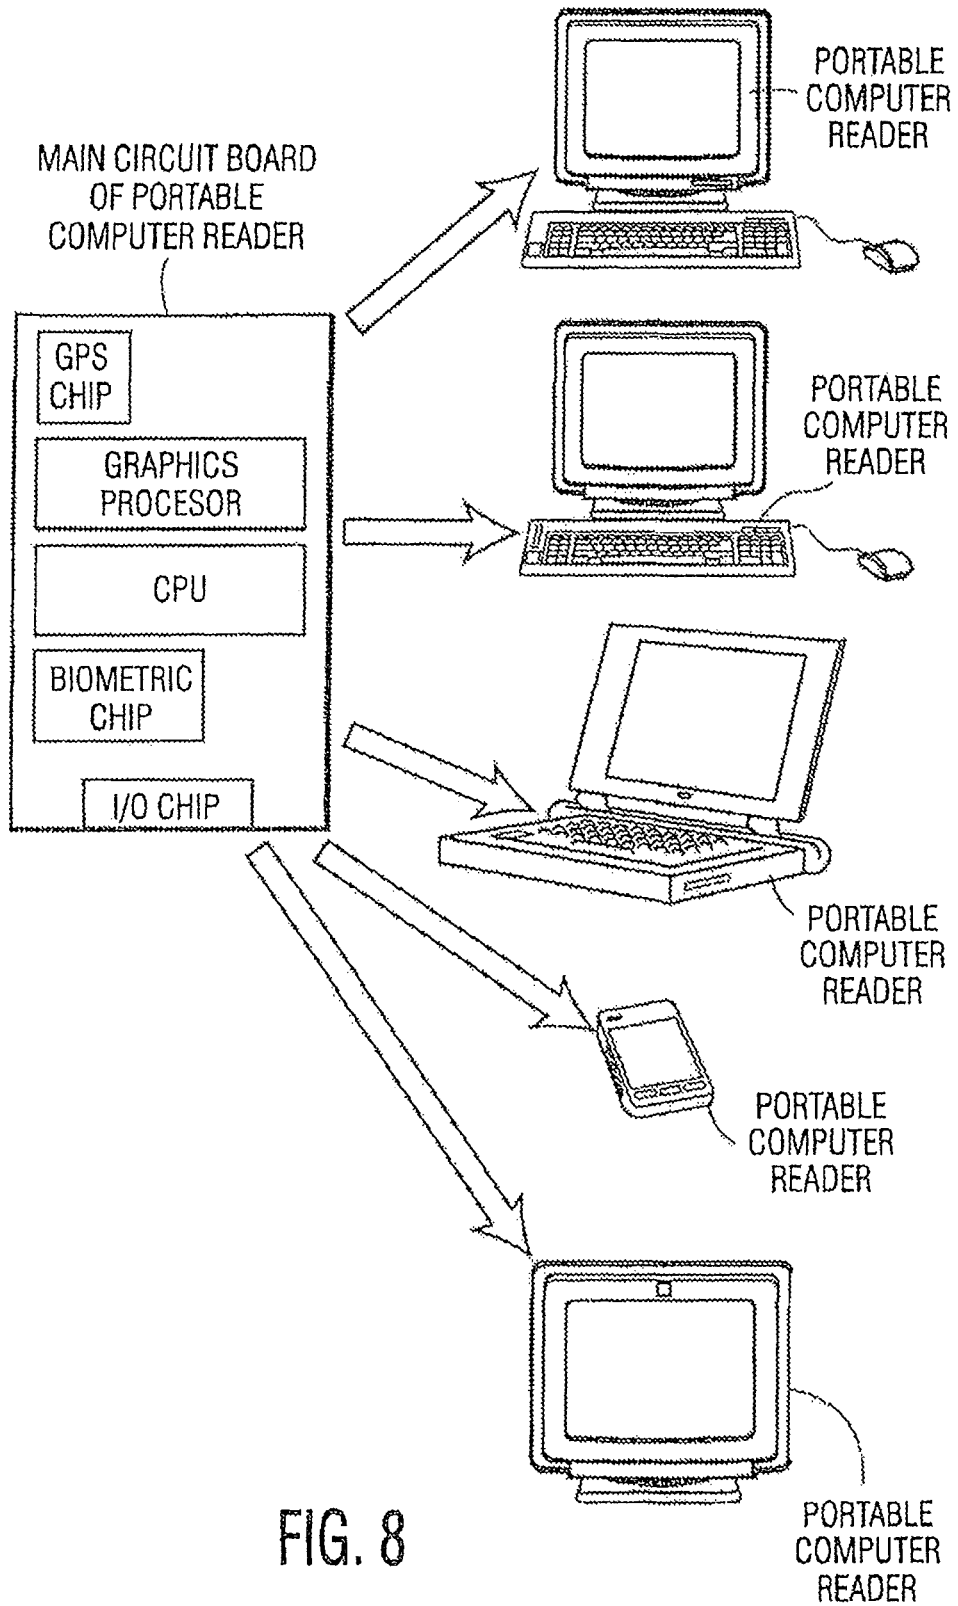 PORTABLE
COMPUTER
READER
MAIN CIRCUIT BOARD
OF PORTABLE
COMPUTER READER
GPS
CHIP
GRAPHICS
PROCESOR
CPU
BIOMETRIC
CHIP
I/O CHIP
PORTABLE
COMPUTER
READER
PORTABLE
COMPUTER
READER
PORTABLE
COMPUTER
READER
PORTABLE
COMPUTER
READER
FIG. 8